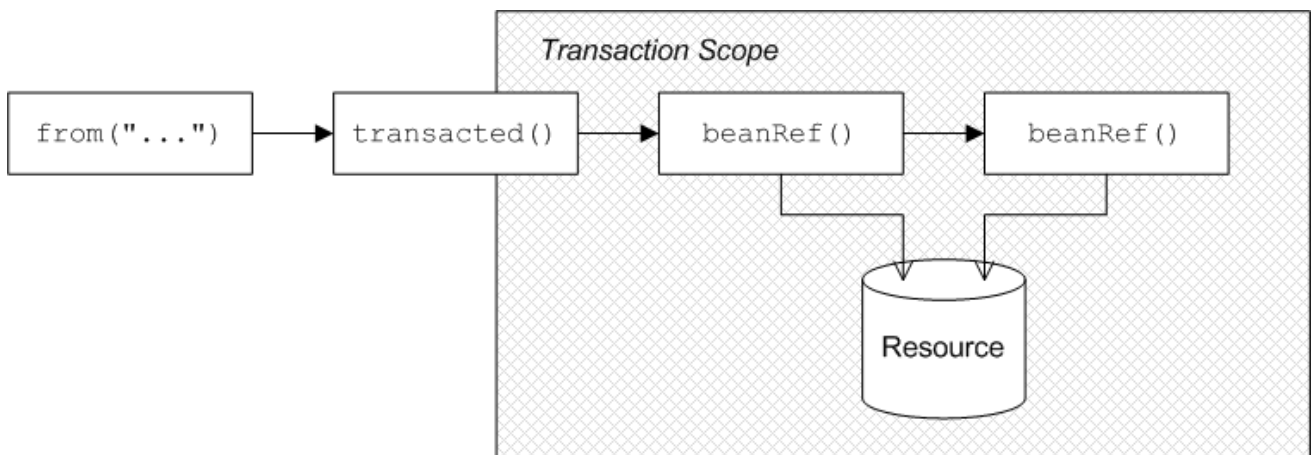 Transaction Scope
from("...")
transacted()
beanRef()
beanRef()
Resource